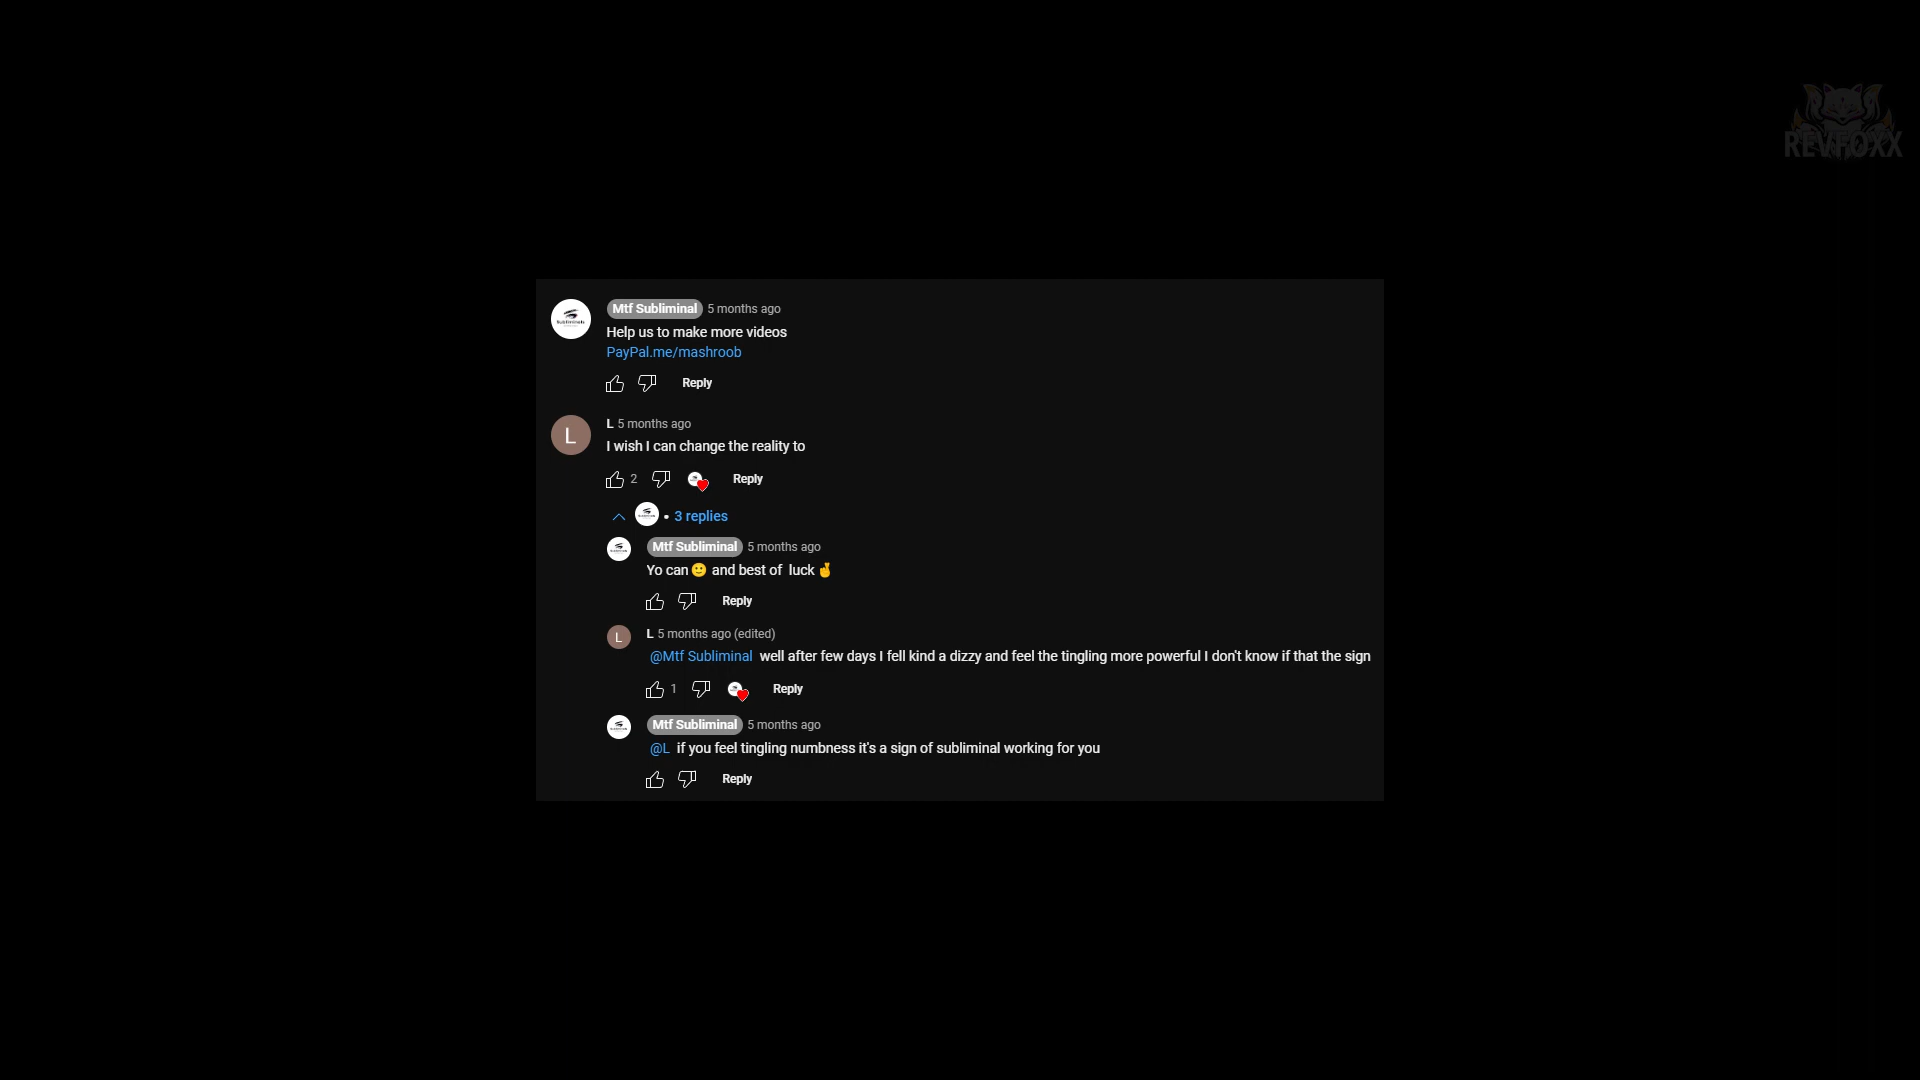 REVFOXX
Mtf Subliminal 5 months ago
Help us to make more videos
PayPal.me/mashroob
Reply
L
L 5 months ago
I wish I can change the reality to
2 Reply
• 3 replies
Mtf Subliminal 5 months ago
Yo can🙂 and best of luck🤞
Reply
L
L 5 months ago (edited)
@Mtf Subliminal well after few days I fell kind a dizzy and feel the tingling more powerful I don't know if that the sign
1 Reply
Mtf Subliminal 5 months ago
@L if you feel tingling numbness it's a sign of subliminal working for you
Reply